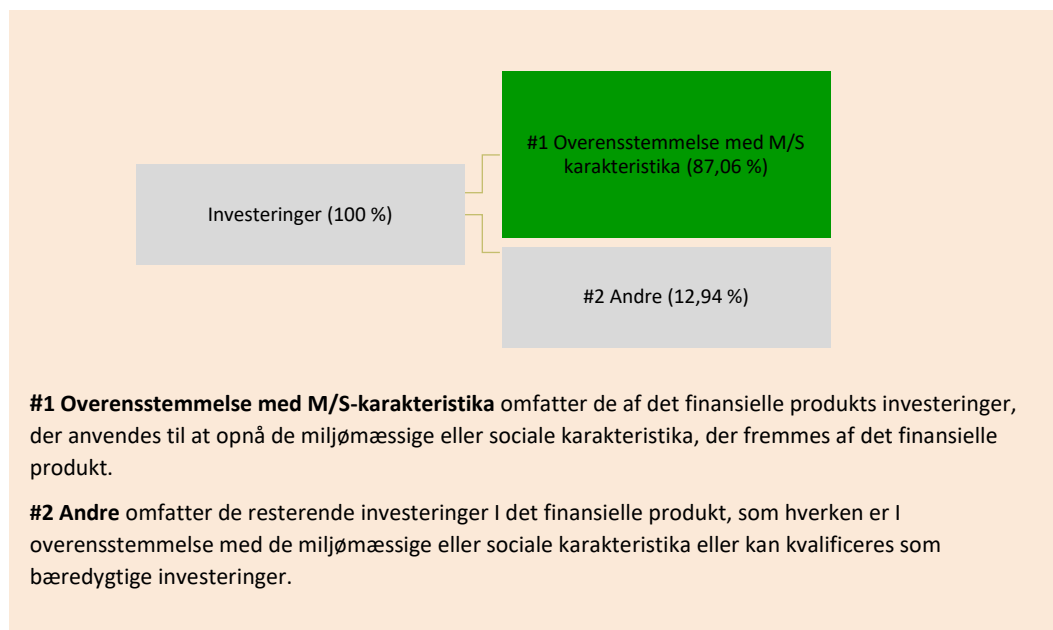 #1 Overensstemmelse med M/S
karakteristika (87,06 %)
Investeringer (100 %)
#2 Andre (12,94 %)
#1 Overensstemmelse med M/S-karakteristika omfatter de af det finansielle produkts investeringer,
der anvendes til at opnå de miljømæssige eller sociale karakteristika, der fremmes af det finansielle
produkt.
#2 Andre omfatter de resterende investeringer I det finansielle produkt, som hverken er I
overensstemmelse med de miljømæssige eller sociale karakteristika eller kan kvalificeres som
bæredygtige investeringer.